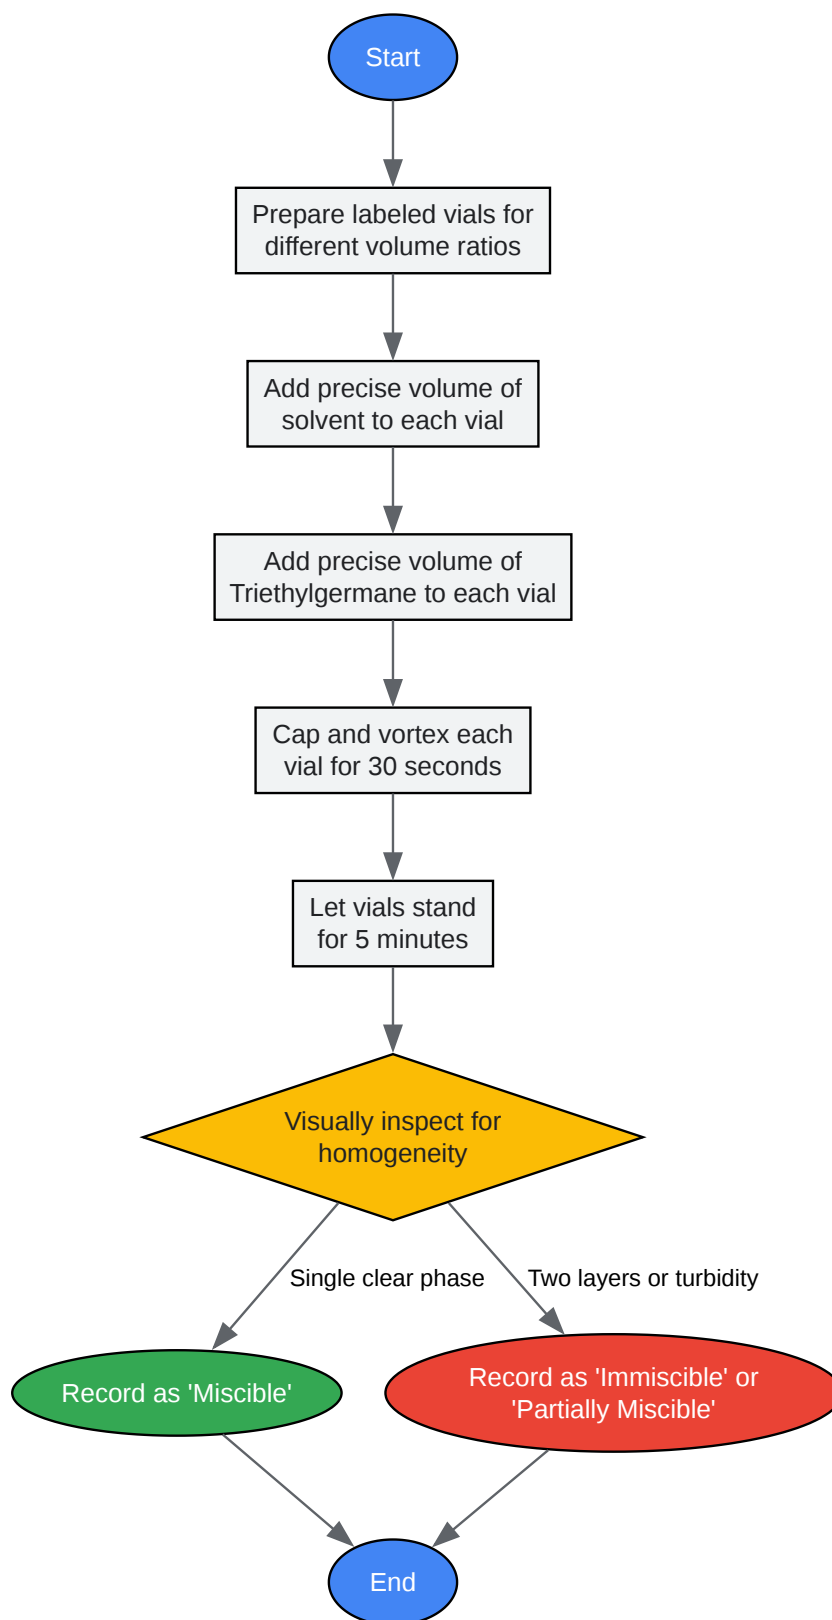 Start
Prepare labeled vials for
different volume ratios
Add precise volume of
solvent to each vial
Add precise volume of
Triethylgermane to each vial
Cap and vortex each
vial for 30 seconds
Let vials stand
for 5 minutes
Visually inspect for
homogeneity
Single clear phase
Two layers or turbidity
Record as 'Miscible'
Record as 'Immiscible' or
'Partially Miscible'
End